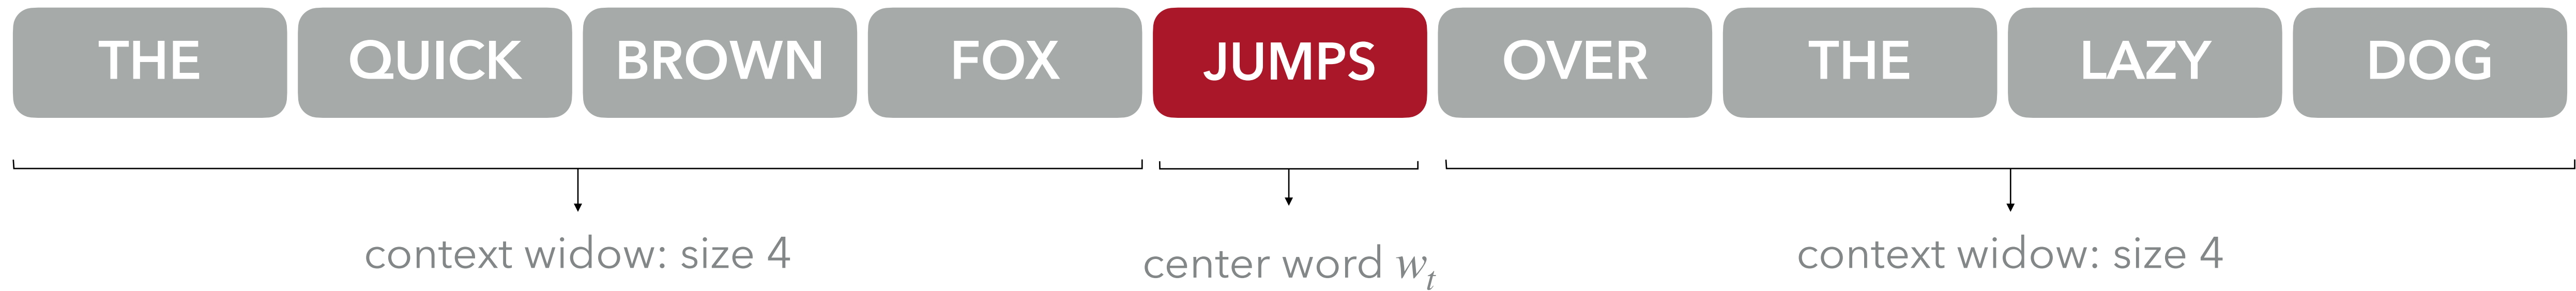 THE QUICK BROWN FOX JUMPS OVER THE LAZY DOG
context widow: size 4 center word w_t context widow: size 4